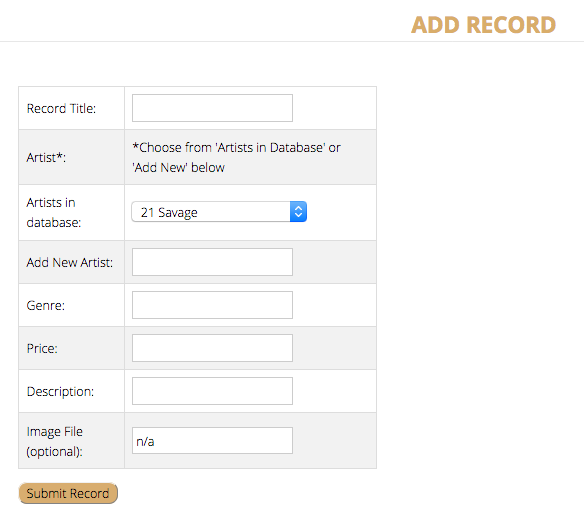 ADD RECORD
Record Title:
Artist*:
*Choose from 'Artists in Database' or
'Add New' below
Artists in
database:
21 Savage
Add New Artist:
Genre:
Price:
Description:
Image File
(optional):
n/a
Submit Record